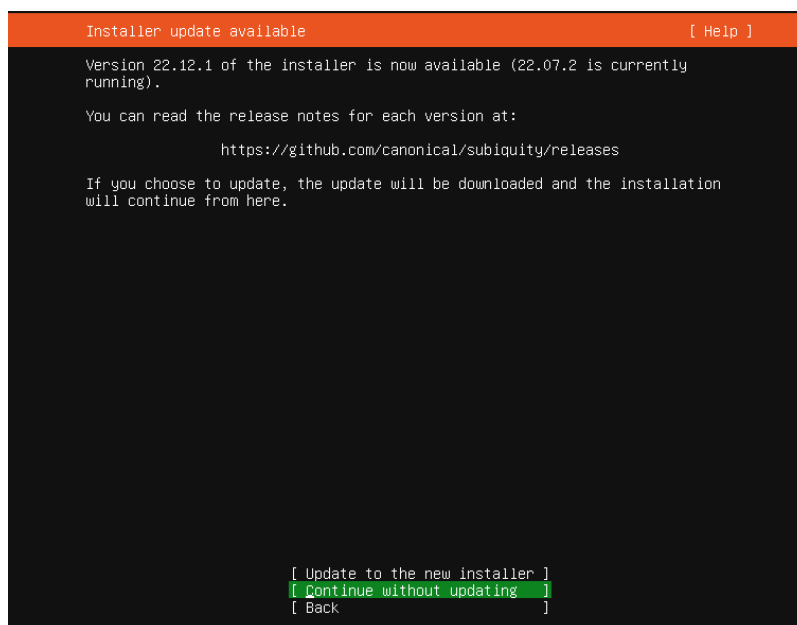 Installer update available [ Help ]
Version 22.12.1 of the installer is now available (22.07.2 is currently
running).
You can read the release notes for each version at:
https://github.com/canonical/subiquity/releases
If you choose to update, the update will be downloaded and the installation
will continue from here.
[ Update to the new installer ]
[ Continue without updating ]
[ Back ]